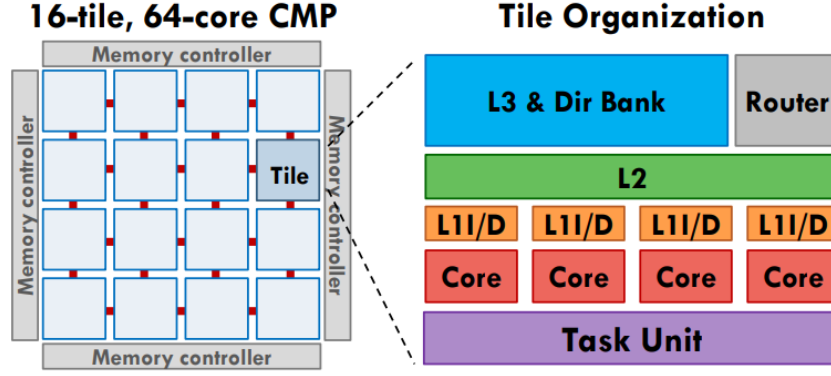 16-tile, 64-core CMP
Memory controller
Memory controller
Tile
Memory controller
Memory controller
Tile Organization
L3 & Dir Bank
Router
L2
L1I/D
L1I/D
L1I/D
L1I/D
Core
Core
Core
Core
Task Unit